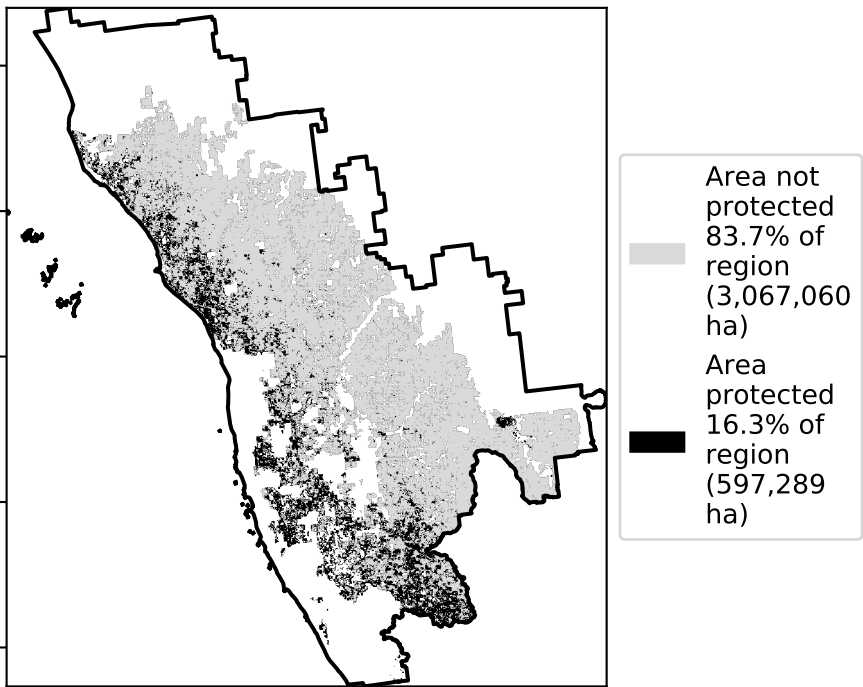 Area not
protected
83.7% of
region
(3,067,060
ha)
Area
protected
16.3% of
region
(597,289
ha)